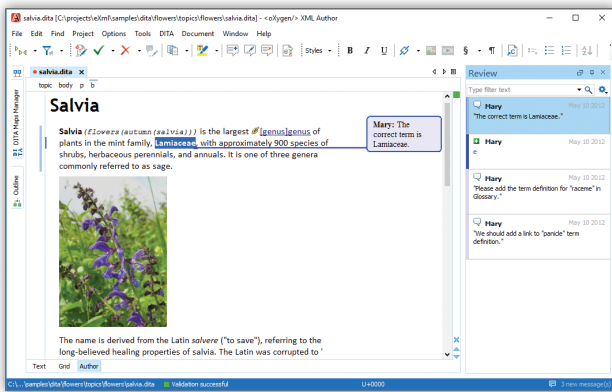 salvia.dita [C:\projects\eXml\samples\dita\flowers\topics\flowers\salvia.dita] - <oXygen/> XML Author
File Edit Find Project Options Tools DITA Document Window Help
Styles B I U § ¶
salvia.dita ×
topic body p b
DITA Maps Manager
Outline
Salvia
Salvia (flowers(autumn(salvia))) is the largest [genus]genus of
plants in the mint family, Lamiaceae, with approximately 900 species of
shrubs, herbaceous perennials, and annuals. It is one of three genera
commonly referred to as sage.
Mary: The
correct term is
Lamiaceae.
The name is derived from the Latin salvere ("to save"), referring to the
long-believed healing properties of salvia. The Latin was corrupted to '
Text Grid Author
Review
Type filter text
Mary May 10 2012
"The correct term is Lamiaceae."
Mary May 10 2012
e
Mary May 10 2012
"Please add the term definition for "raceme" in
Glossary."
Mary May 10 2012
"We should add a link to "panicle" term
definition."
C:\...\samples\dita\flowers\topics\flowers\salvia.dita Validation successful U+0000 3 new message(s)